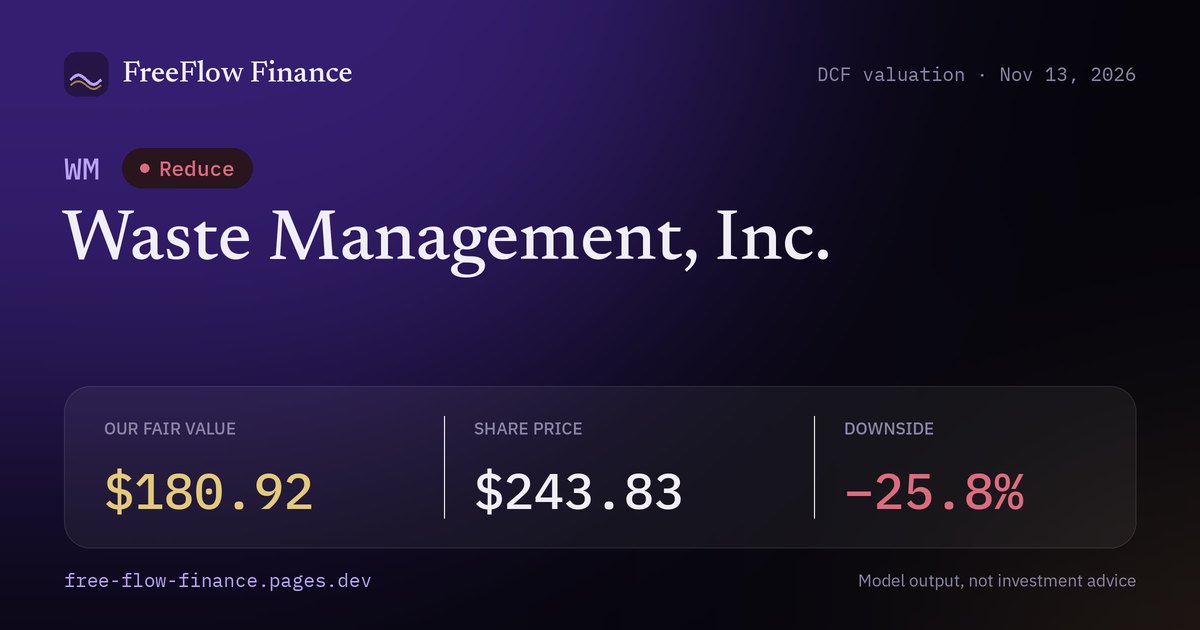 FreeFlow Finance
DCF valuation · Nov 13, 2026
WM
Reduce
Waste Management, Inc.
OUR FAIR VALUE
$180.92
SHARE PRICE
$243.83
DOWNSIDE
−25.8%
free-flow-finance.pages.dev
Model output, not investment advice